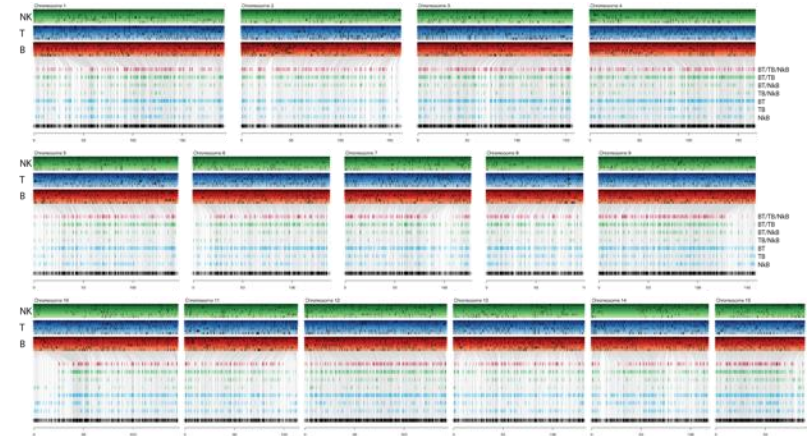 Chromosome 1 Chromosome 2 Chromosome 3 Chromosome 4
NK
T
B
BT/TB/NkB
BT/TB
BT/NkB
TB/NkB
BT
TB
NkB
Chromosome 5 Chromosome 6 Chromosome 7 Chromosome 8 Chromosome 9
NK
T
B
BT/TB/NkB
BT/TB
BT/NkB
TB/NkB
BT
TB
NkB
Chromosome 10 Chromosome 11 Chromosome 12 Chromosome 13 Chromosome 14 Chromosome 15
NK
T
B